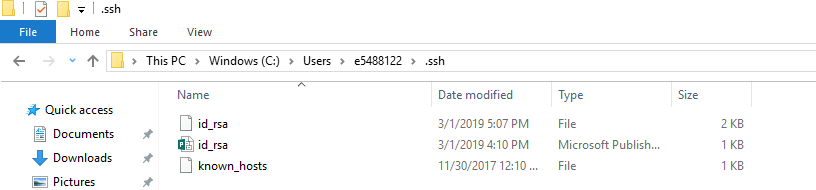 .ssh
File Home Share View
This PC Windows (C:) Users e5488122 .ssh
Quick access
Documents
Downloads
Pictures
Name Date modified Type Size
id_rsa 3/1/2019 5:07 PM File 2 KB
id_rsa 3/1/2019 4:10 PM Microsoft Publish... 1 KB
known_hosts 11/30/2017 12:10 ... File 1 KB